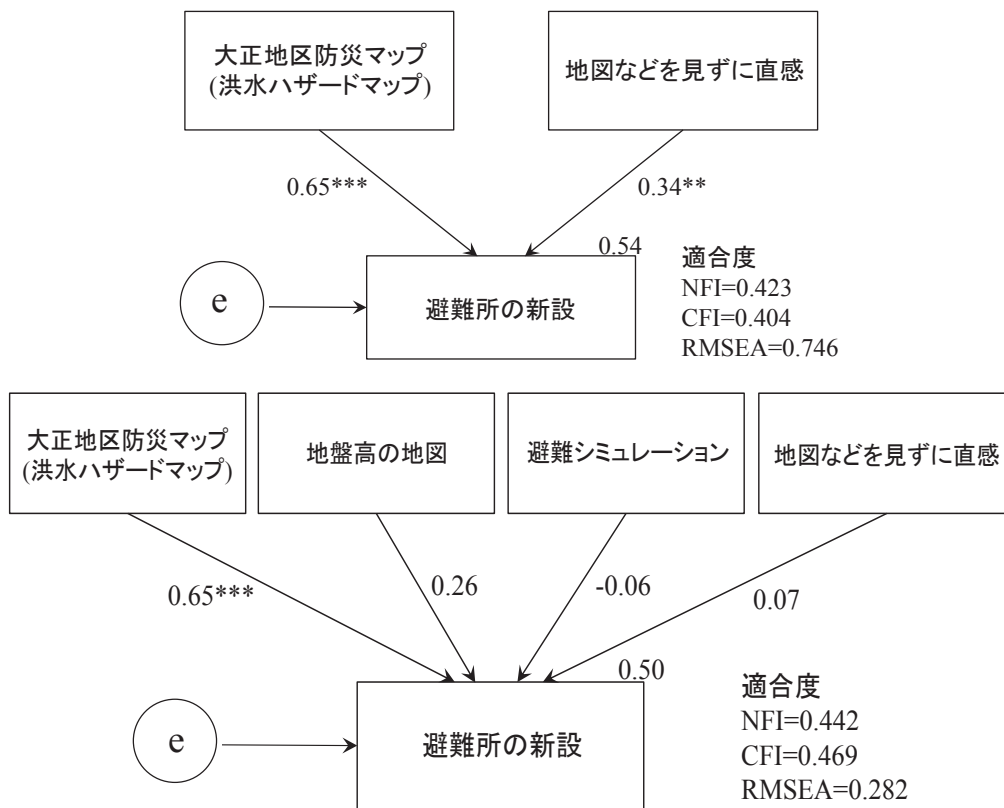 大正地区防災マップ
(洪水ハザードマップ)
地図などを見ずに直感
0.65***
0.34**
0.54
e
避難所の新設
適合度
NFI=0.423
CFI=0.404
RMSEA=0.746
大正地区防災マップ
(洪水ハザードマップ)
地盤高の地図
避難シミュレーション
地図などを見ずに直感
0.65***
0.26
-0.06
0.07
0.50
e
避難所の新設
適合度
NFI=0.442
CFI=0.469
RMSEA=0.282